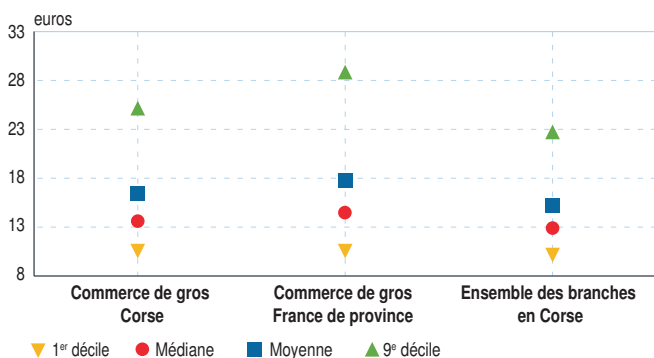 euros
33
28
23
18
13
8
Commerce de gros
Corse
Commerce de gros
France de province
Ensemble des branches
en Corse
1er décile Médiane Moyenne 9e décile